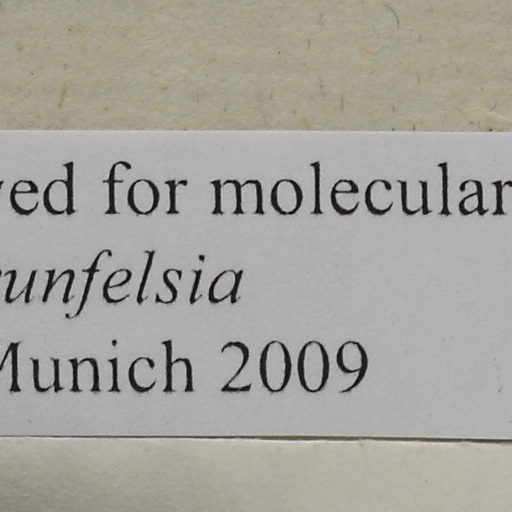 ved for molecular
runfelsia
Munich 2009